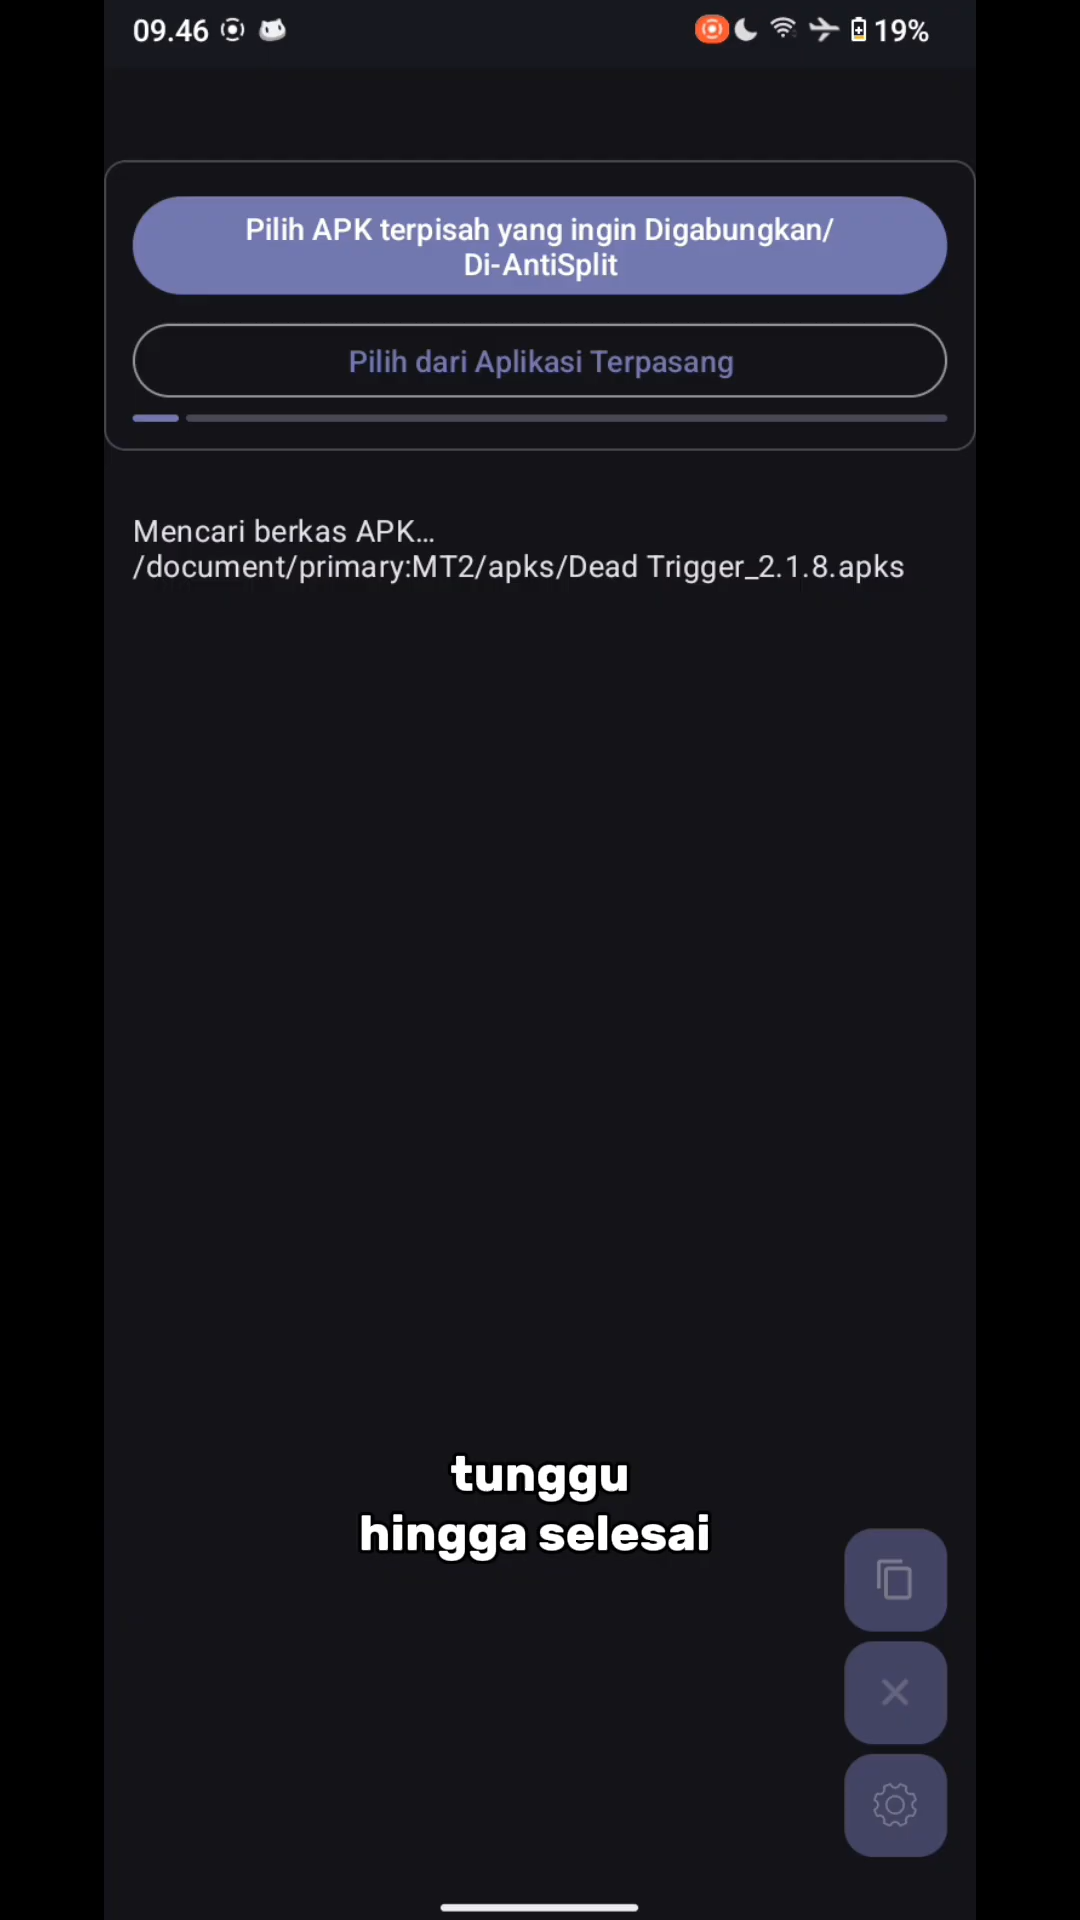 09.46
19%
Pilih APK terpisah yang ingin Digabungkan/
Di-AntiSplit
Pilih dari Aplikasi Terpasang
Mencari berkas APK…
/document/primary:MT2/apks/Dead Trigger_2.1.8.apks
tunggu
hingga selesai